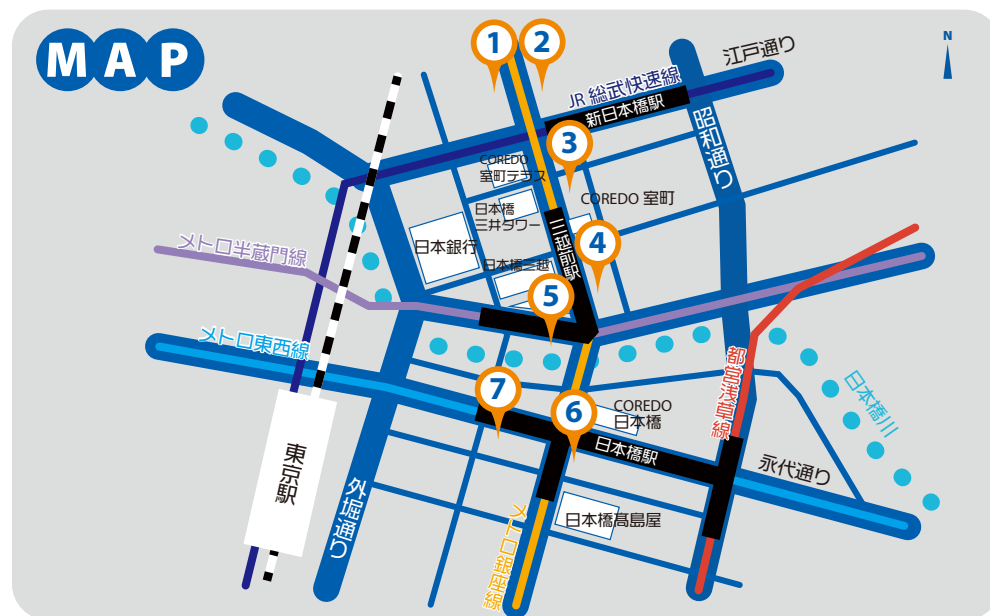 MAP
1
2
N
江戸通り
JR 総武快速線
新日本橋駅
昭和通り
3
COREDO
室町テラス
COREDO 室町
日本橋
三井タワー
三越前駅
日本銀行
4
メトロ半蔵門線
日本橋三越
5
メトロ東西線
都営浅草線
日本橋川
7
6
COREDO
日本橋
日本橋駅
永代通り
東京駅
外堀通り
日本橋髙島屋
メトロ銀座線